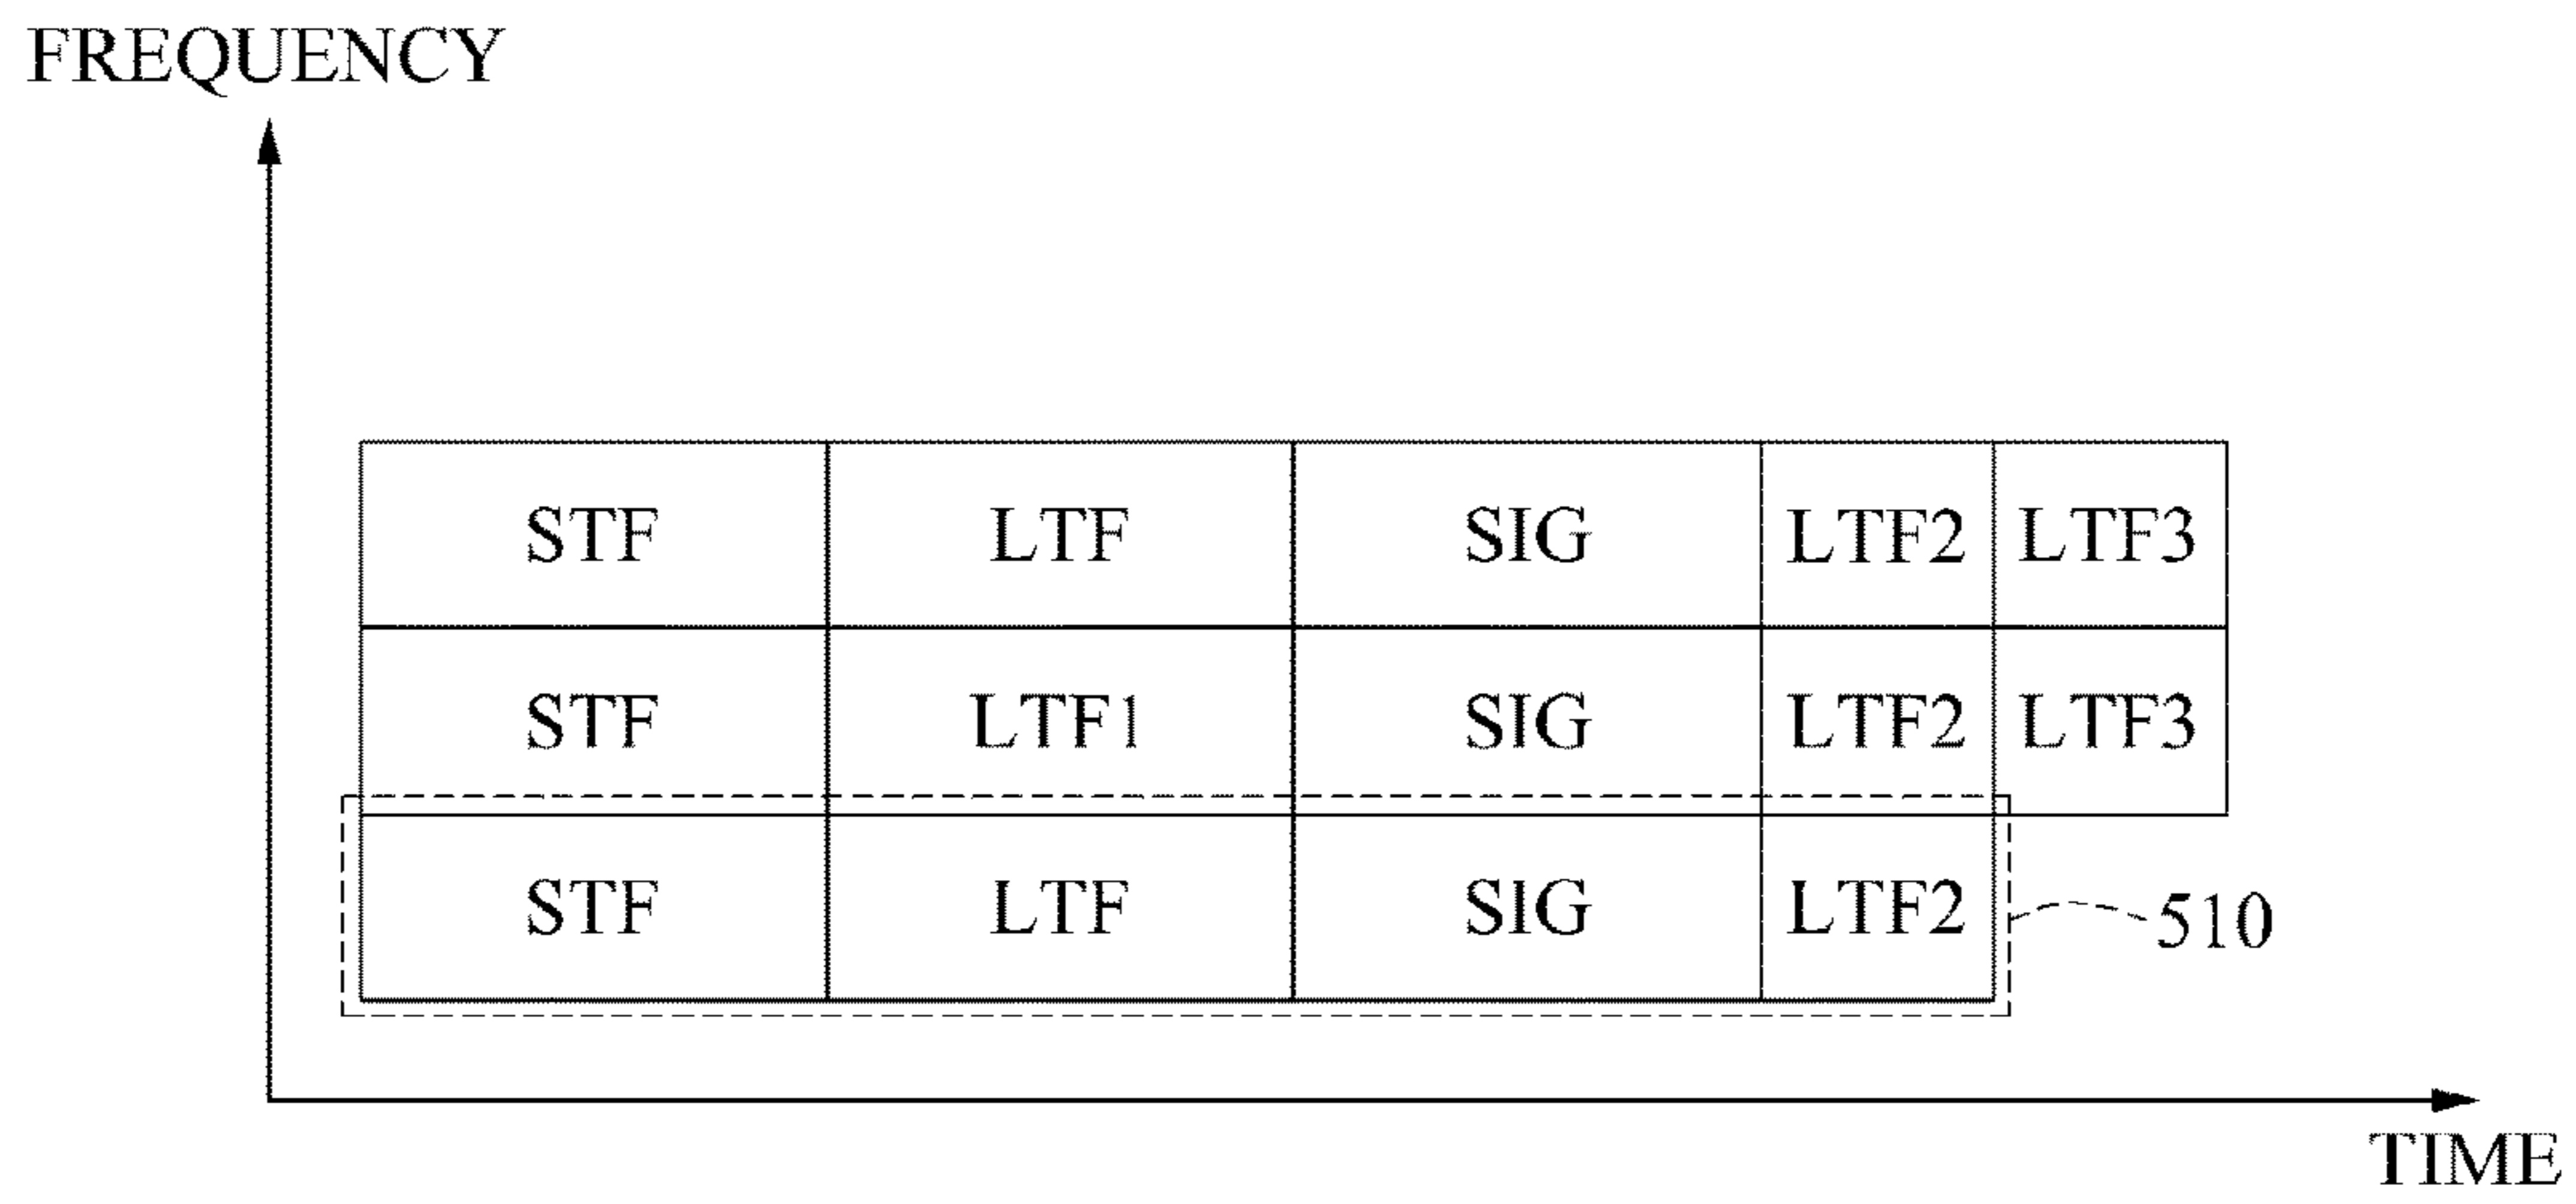 FREQUENCY
STF LTF SIG LTF2 LTF3
STF LTF1 SIG LTF2 LTF3
STF LTF SIG LTF2
510
TIME